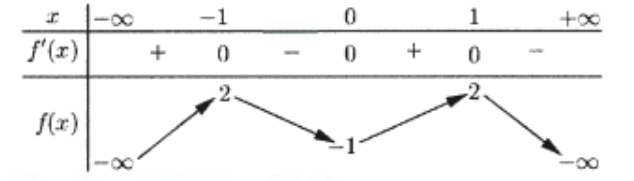 x −∞ −1 0 1 +∞
f′(x) + 0 − 0 + 0 −
2 2
f(x) −1
−∞ −∞